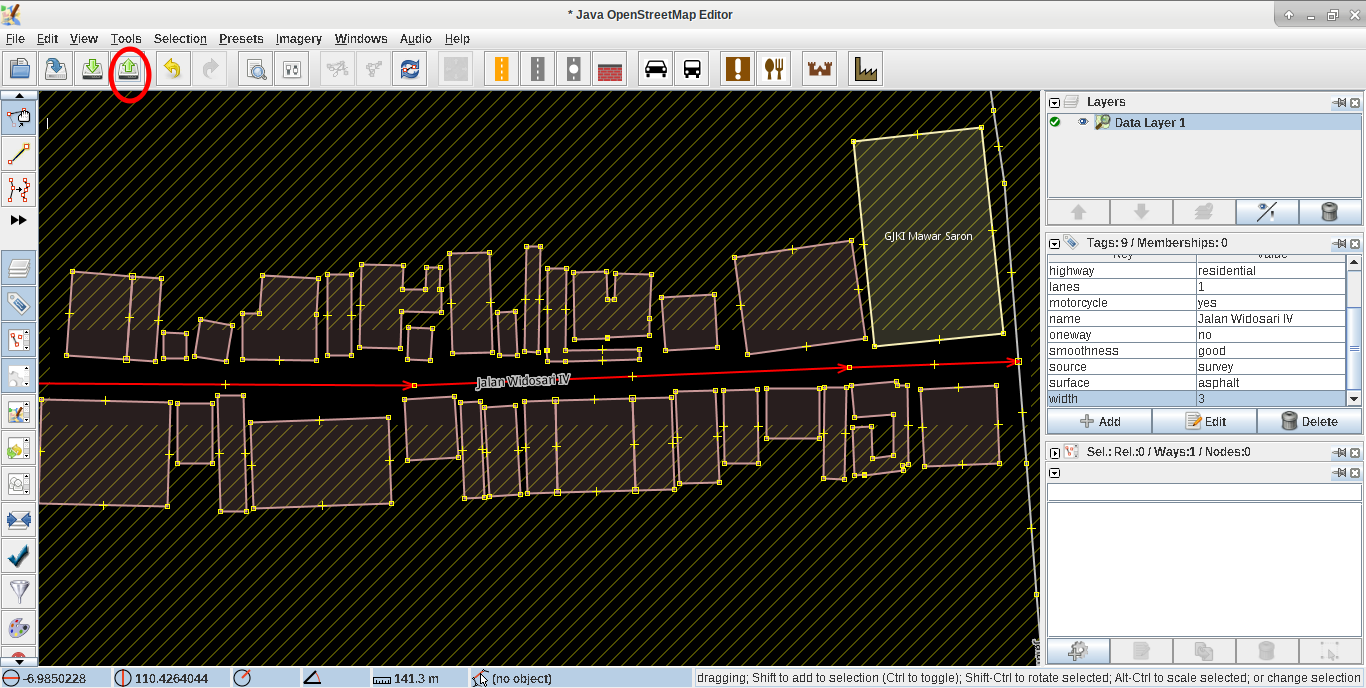 * Java OpenStreetMap Editor
File Edit View Tools Selection Presets Imagery Windows Audio Help
Layers
Data Layer 1
Tags: 9 / Memberships: 0
Key Value
highway residential
lanes 1
motorcycle yes
name Jalan Widosari IV
oneway no
smoothness good
source survey
surface asphalt
width 3
Add Edit Delete
Sel.: Rel.:0 / Ways:1 / Nodes:0
GJKI Mawar Saron
Jalan Widosari IV
-6.9850228 110.4264044 141.3 m (no object) dragging; Shift to add to selection (Ctrl to toggle); Shift-Ctrl to rotate selected; Alt-Ctrl to scale selected; or change selection